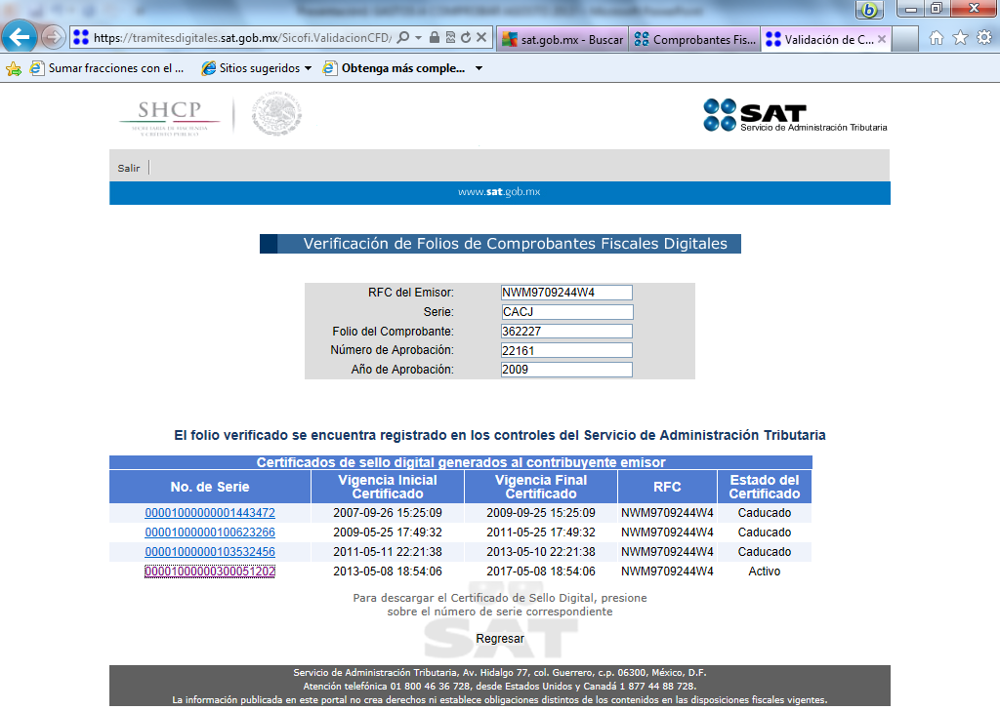 https://tramitesdigitales.sat.gob.mx/Sicofi.ValidacionCFD/
sat.gob.mx - Buscar
Comprobantes Fis...
Validación de C...
Sumar fracciones con el ...
Sitios sugeridos
Obtenga más comple...
SHCP
SECRETARÍA DE HACIENDA
Y CRÉDITO PÚBLICO
SAT
Servicio de Administración Tributaria
Salir
www.sat.gob.mx
Verificación de Folios de Comprobantes Fiscales Digitales
RFC del Emisor: NWM9709244W4
Serie: CACJ
Folio del Comprobante: 362227
Número de Aprobación: 22161
Año de Aprobación: 2009
El folio verificado se encuentra registrado en los controles del Servicio de Administración Tributaria
Certificados de sello digital generados al contribuyente emisor
No. de Serie Vigencia Inicial Certificado Vigencia Final Certificado RFC Estado del Certificado
00001000000001443472 2007-09-26 15:25:09 2009-09-25 15:25:09 NWM9709244W4 Caducado
00001000000100623266 2009-05-25 17:49:32 2011-05-25 17:49:32 NWM9709244W4 Caducado
00001000000103532456 2011-05-11 22:21:38 2013-05-10 22:21:38 NWM9709244W4 Caducado
00001000000300051202 2013-05-08 18:54:06 2017-05-08 18:54:06 NWM9709244W4 Activo
Para descargar el Certificado de Sello Digital, presione
sobre el número de serie correspondiente
SAT
Regresar
Servicio de Administración Tributaria, Av. Hidalgo 77, col. Guerrero, c.p. 06300, México, D.F.
Atención telefónica 01 800 46 36 728, desde Estados Unidos y Canadá 1 877 44 88 728.
La información publicada en este portal no crea derechos ni establece obligaciones distintos de los contenidos en las disposiciones fiscales vigentes.